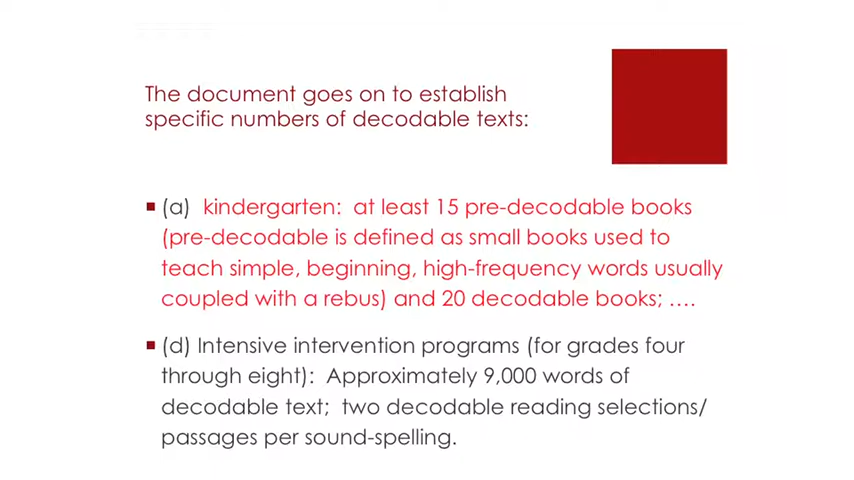 The document goes on to establish
specific numbers of decodable texts:
(a) kindergarten: at least 15 pre-decodable books
(pre-decodable is defined as small books used to
teach simple, beginning, high-frequency words usually
coupled with a rebus) and 20 decodable books; ....
(d) Intensive intervention programs (for grades four
through eight): Approximately 9,000 words of
decodable text; two decodable reading selections/
passages per sound-spelling.